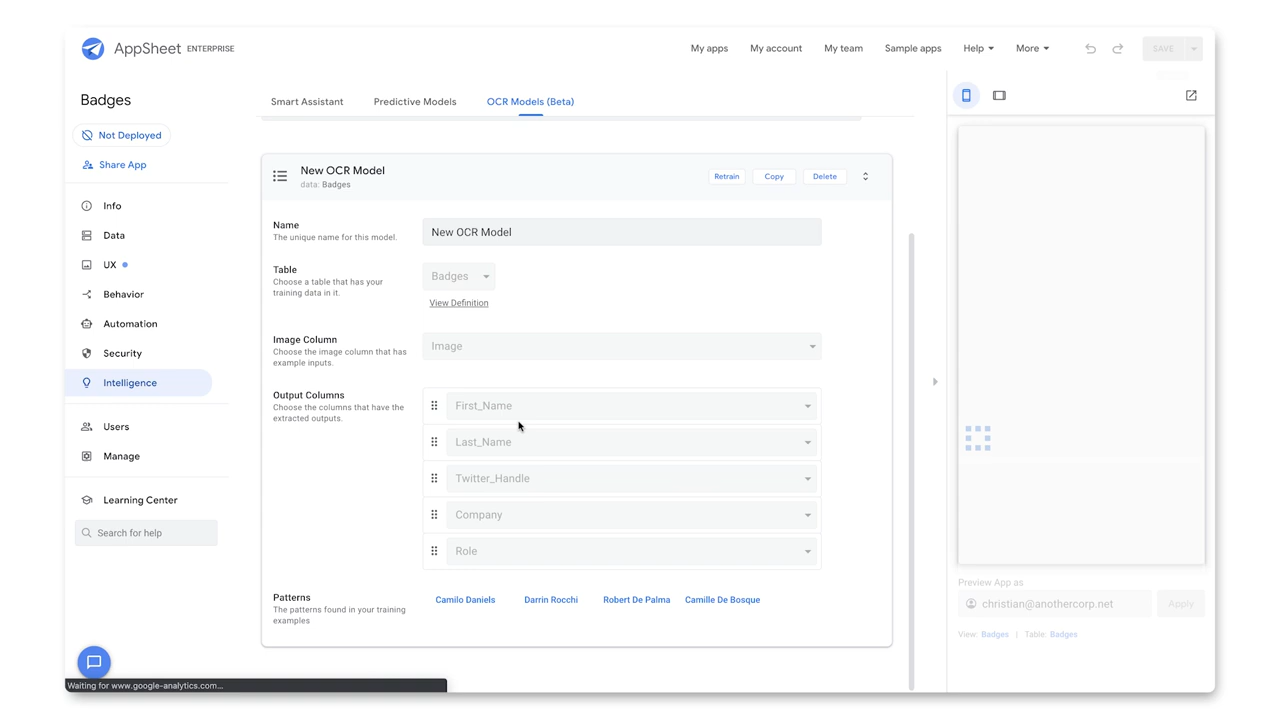 AppSheet ENTERPRISE
My apps My account My team Sample apps Help More SAVE
Badges
Not Deployed
Share App
Info
Data
UX
Behavior
Automation
Security
Intelligence
Users
Manage
Learning Center
Search for help
Smart Assistant Predictive Models OCR Models (Beta)
New OCR Model
data: Badges
Retrain Copy Delete
Name
The unique name for this model.
New OCR Model
Table
Choose a table that has your
training data in it.
Badges
View Definition
Image Column
Choose the image column that has
example inputs.
Image
Output Columns
Choose the columns that have the
extracted outputs.
First_Name
Last_Name
Twitter_Handle
Company
Role
Patterns
The patterns found in your training
examples
Camilo Daniels Darrin Rocchi Robert De Palma Camille De Bosque
Preview App as
christian@anothercorp.net Apply
View: Badges | Table: Badges
Waiting for www.google-analytics.com...